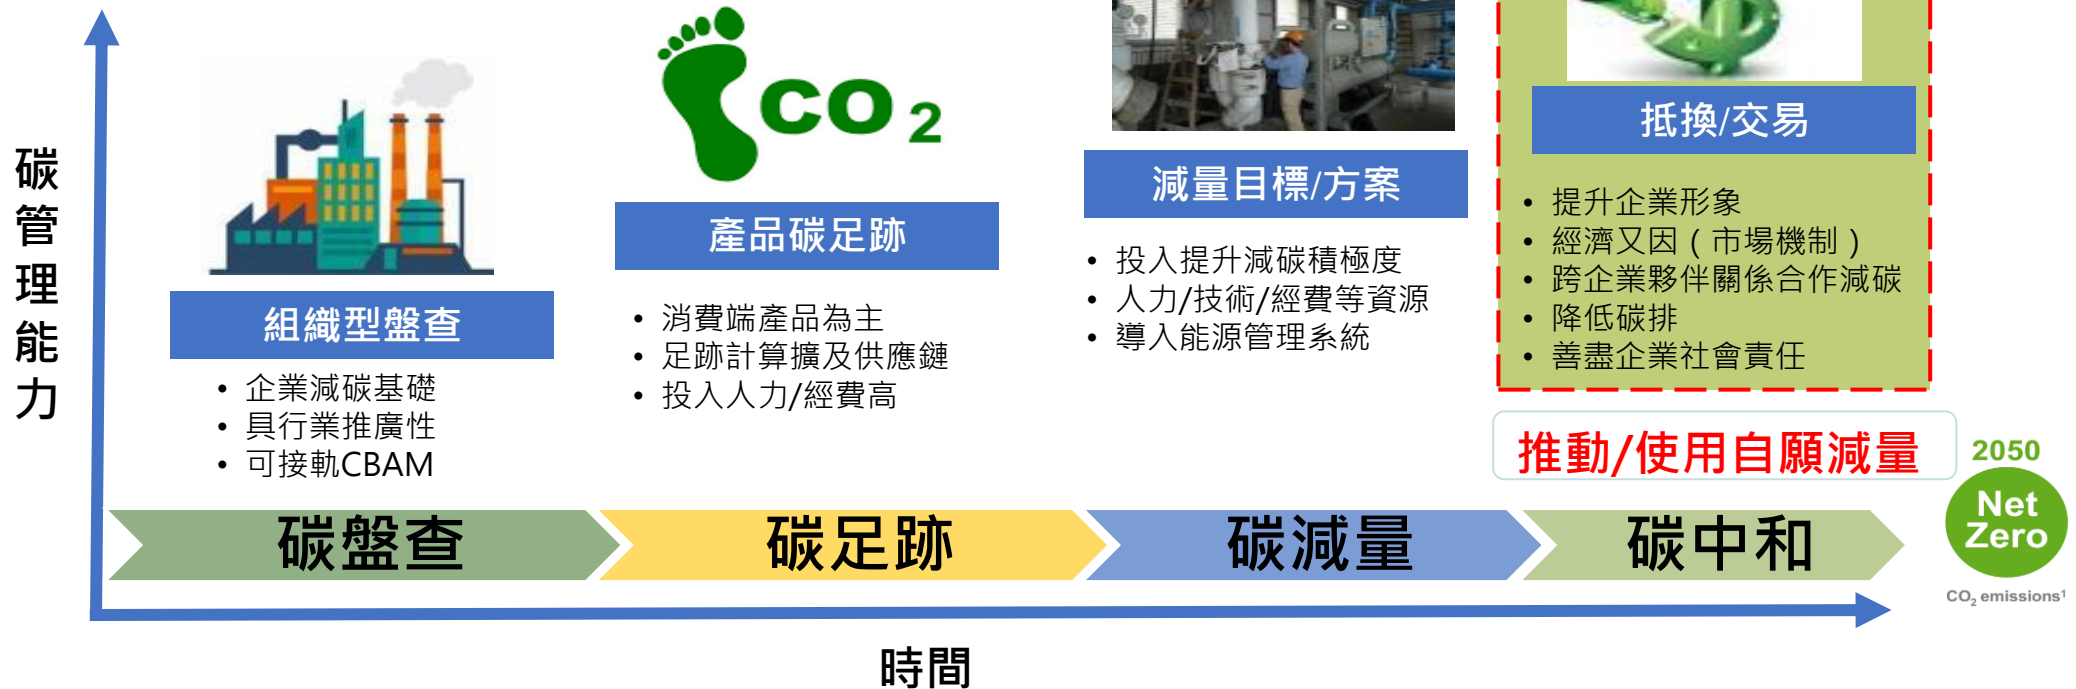 碳管理能力
CO2
組織型盤查
• 企業減碳基礎
• 具行業推廣性
• 可接軌CBAM
產品碳足跡
• 消費端產品為主
• 足跡計算擴及供應鏈
• 投入人力/經費高
減量目標/方案
• 投入提升減碳積極度
• 人力/技術/經費等資源
• 導入能源管理系統
抵換/交易
• 提升企業形象
• 經濟又因（市場機制）
• 跨企業夥伴關係合作減碳
• 降低碳排
• 善盡企業社會責任
推動/使用自願減量
碳盤查
碳足跡
碳減量
碳中和
2050
Net
Zero
CO2 emissions1
時間